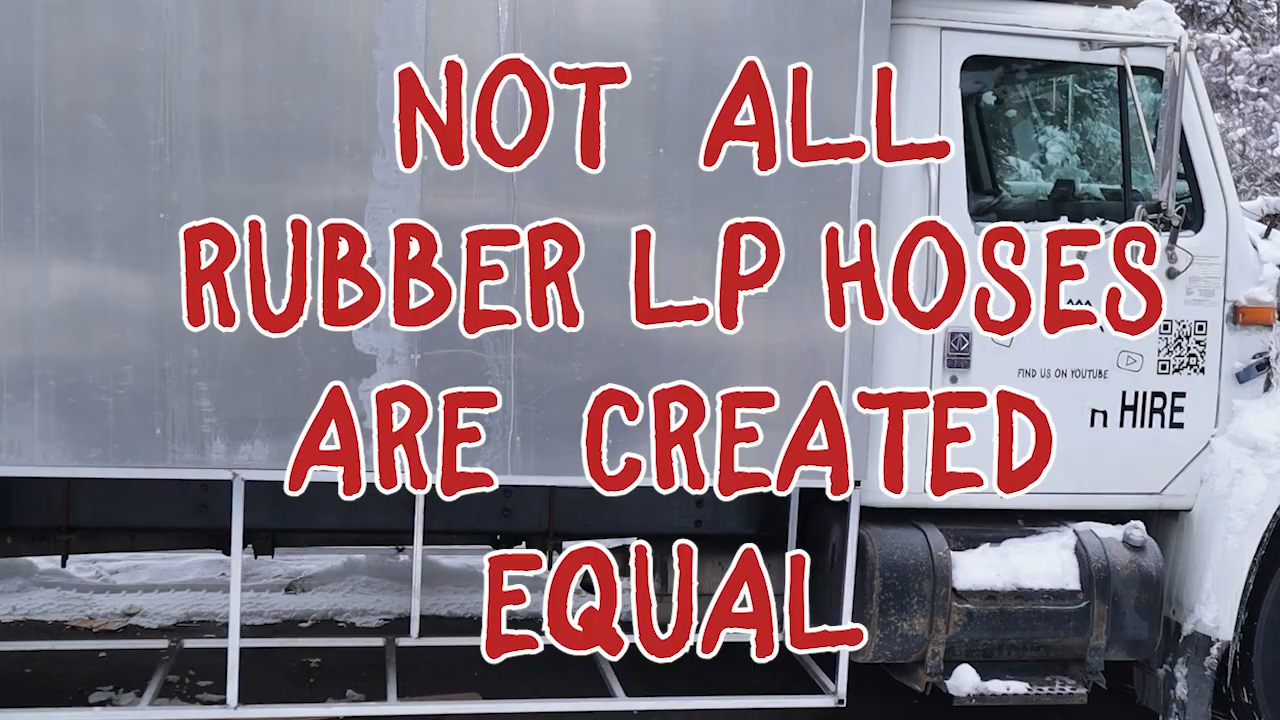 NOT ALL
RUBBER LP HOSES
ARE CREATED
EQUAL
FIND US ON YOUTUBE
n HIRE